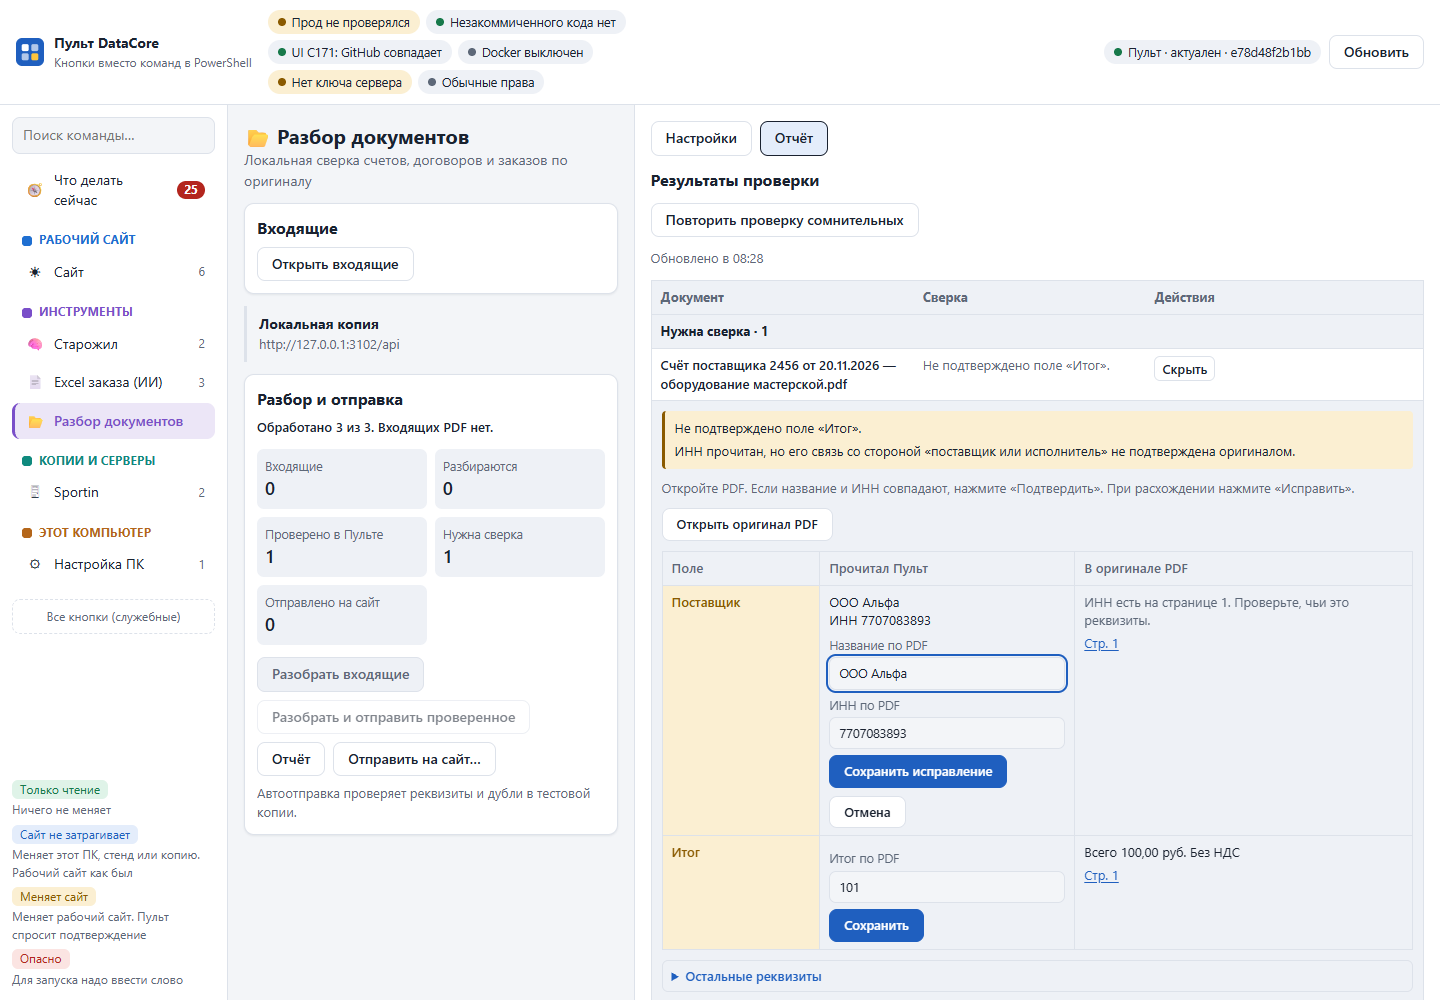 Пульт DataCore
Кнопки вместо команд в PowerShell
Прод не проверялся
Незакоммиченного кода нет
UI C171: GitHub совпадает
Docker выключен
Нет ключа сервера
Обычные права
Пульт · актуален · e78d48f2b1bb
Обновить
Поиск команды...
Что делать
сейчас
25
РАБОЧИЙ САЙТ
Сайт 6
ИНСТРУМЕНТЫ
Старожил 2
Excel заказа (ИИ) 3
Разбор документов
КОПИИ И СЕРВЕРЫ
Sportin 2
ЭТОТ КОМПЬЮТЕР
Настройка ПК 1
Все кнопки (служебные)
Только чтение
Ничего не меняет
Сайт не затрагивает
Меняет этот ПК, стенд или копию.
Рабочий сайт как был
Меняет сайт
Меняет рабочий сайт. Пульт
спросит подтверждение
Опасно
Для запуска надо ввести слово
Разбор документов
Локальная сверка счетов, договоров и заказов по
оригиналу
Входящие
Открыть входящие
Локальная копия
http://127.0.0.1:3102/api
Разбор и отправка
Обработано 3 из 3. Входящих PDF нет.
Входящие
0
Разбираются
0
Проверено в Пульте
1
Нужна сверка
1
Отправлено на сайт
0
Разобрать входящие
Разобрать и отправить проверенное
Отчёт
Отправить на сайт...
Автоотправка проверяет реквизиты и дубли в тестовой
копии.
Настройки
Отчёт
Результаты проверки
Повторить проверку сомнительных
Обновлено в 08:28
Документ Сверка Действия
Нужна сверка · 1
Счёт поставщика 2456 от 20.11.2026 —
оборудование мастерской.pdf
Не подтверждено поле «Итог».
Скрыть
Не подтверждено поле «Итог».
ИНН прочитан, но его связь со стороной «поставщик или исполнитель» не подтверждена оригиналом.
Откройте PDF. Если название и ИНН совпадают, нажмите «Подтвердить». При расхождении нажмите «Исправить».
Открыть оригинал PDF
Поле Прочитал Пульт В оригинале PDF
Поставщик
ООО Альфа
ИНН 7707083893
Название по PDF
ООО Альфа
ИНН по PDF
7707083893
Сохранить исправление
Отмена
ИНН есть на странице 1. Проверьте, чьи это
реквизиты.
Стр. 1
Итог
Итог по PDF
101
Сохранить
Всего 100,00 руб. Без НДС
Стр. 1
Остальные реквизиты